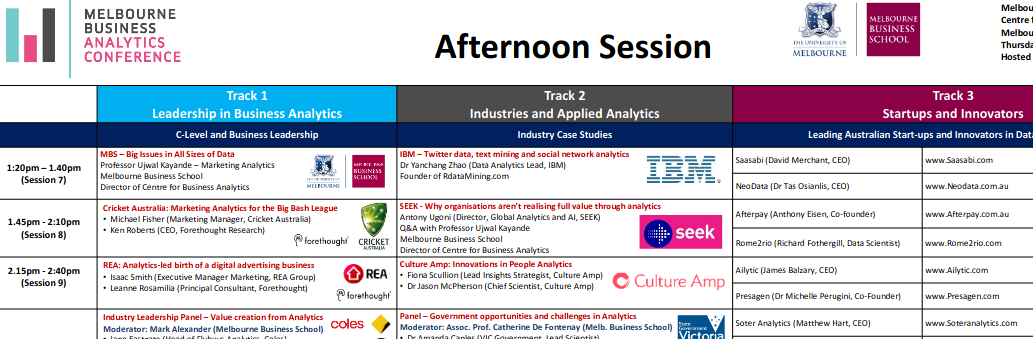 MELBOURNE
BUSINESS
ANALYTICS
CONFERENCE
Afternoon Session
THE UNIVERSITY OF
MELBOURNE
MELBOURNE
BUSINESS
SCHOOL
Melbou
Centre f
Melbou
Thursda
Hosted
Track 1
Leadership in Business Analytics
Track 2
Industries and Applied Analytics
Track 3
Startups and Innovators
C-Level and Business Leadership
Industry Case Studies
Leading Australian Start-ups and Innovators in Data
1:20pm – 1.40pm
(Session 7)
MBS – Big Issues in All Sizes of Data
Professor Ujwal Kayande – Marketing Analytics
Melbourne Business School
Director of Centre for Business Analytics
THE UNIVERSITY OF
MELBOURNE
MELBOURNE
BUSINESS
SCHOOL
IBM – Twitter data, text mining and social network analytics
Dr Yanchang Zhao (Data Analytics Lead, IBM)
Founder of RdataMining.com
IBM
Saasabi (David Merchant, CEO)
www.Saasabi.com
NeoData (Dr Tas Osianlis, CEO)
www.Neodata.com.au
1.45pm - 2:10pm
(Session 8)
Cricket Australia: Marketing Analytics for the Big Bash League
• Michael Fisher (Marketing Manager, Cricket Australia)
• Ken Roberts (CEO, Forethought Research)
forethought
CRICKET
AUSTRALIA
SEEK - Why organisations aren’t realising full value through analytics
Antony Ugoni (Director, Global Analytics and AI, SEEK)
Q&A with Professor Ujwal Kayande
Melbourne Business School
Director of Centre for Business Analytics
seek
Afterpay (Anthony Eisen, Co-founder)
www.Afterpay.com.au
Rome2rio (Richard Fothergill, Data Scientist)
www.Rome2rio.com
2.15pm - 2:40pm
(Session 9)
REA: Analytics-led birth of a digital advertising business
• Isaac Smith (Executive Manager Marketing, REA Group)
• Leanne Rosamilia (Principal Consultant, Forethought)
REA
forethought
Culture Amp: Innovations in People Analytics
• Fiona Scullion (Lead Insights Strategist, Culture Amp)
• Dr Jason McPherson (Chief Scientist, Culture Amp)
Culture Amp
Ailytic (James Balzary, CEO)
www.Ailytic.com
Presagen (Dr Michelle Perugini, Co-Founder)
www.Presagen.com
Industry Leadership Panel – Value creation from Analytics
Moderator: Mark Alexander (Melbourne Business School)
coles
Panel – Government opportunities and challenges in Analytics
Moderator: Assoc. Prof. Catherine De Fontenay (Melb. Business School)
• Dr Amanda Caples (VIC Government, Lead Scientist)
State
Government
Victoria
Soter Analytics (Matthew Hart, CEO)
www.Soteranalytics.com